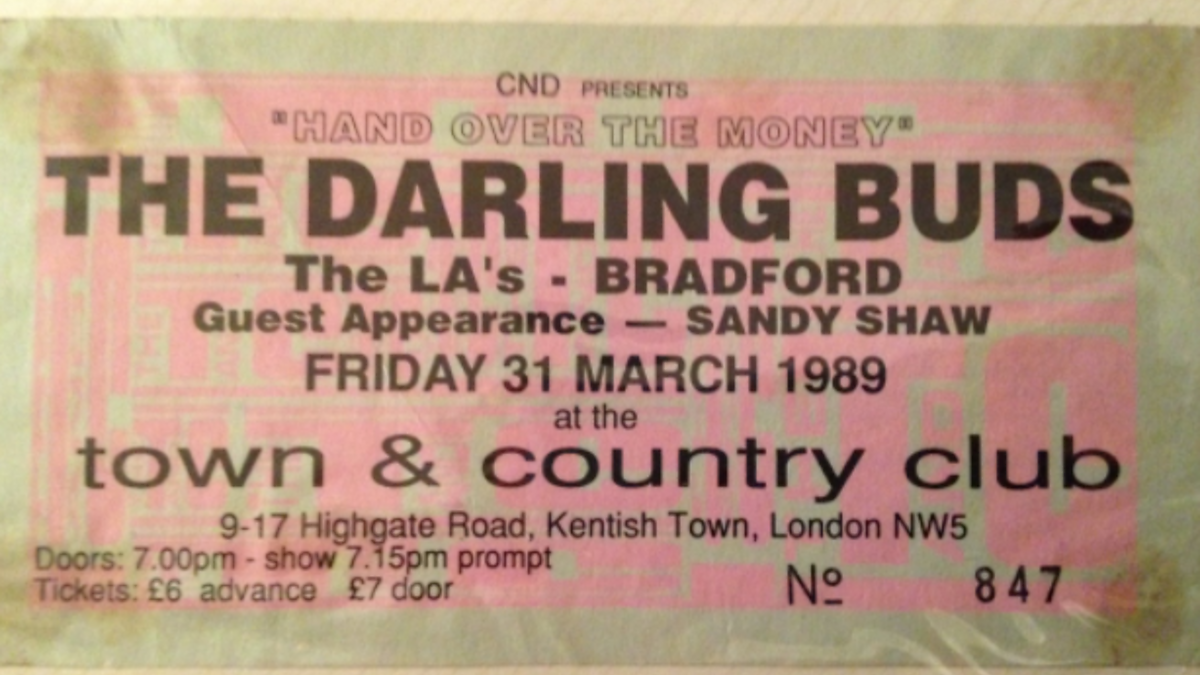 CND PRESENTS
"HAND OVER THE MONEY"
THE DARLING BUDS
The LA's - BRADFORD
Guest Appearance — SANDY SHAW
FRIDAY 31 MARCH 1989
at the
town & country club
9-17 Highgate Road, Kentish Town, London NW5
Doors: 7.00pm - show 7.15pm prompt
Tickets: £6 advance £7 door
Nº 847